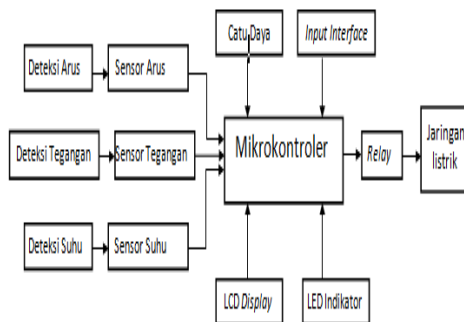 Catu Daya
Input Interface
Deteksi Arus
Sensor Arus
Deteksi Tegangan
Sensor Tegangan
Mikrokontroler
Relay
Jaringan
listrik
Deteksi Suhu
Sensor Suhu
LCD Display
LED Indikator